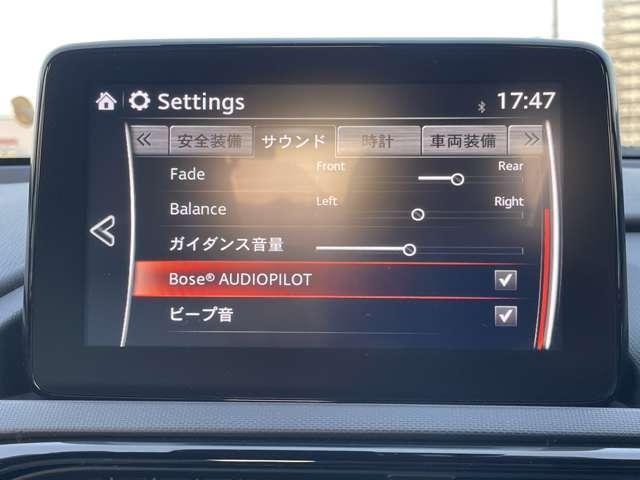 Settings 17:47
« 安全装備 サウンド 時計 車両装備 »
Fade Front Rear
Balance Left Right
ガイダンス音量
Bose® AUDIOPILOT
ビープ音